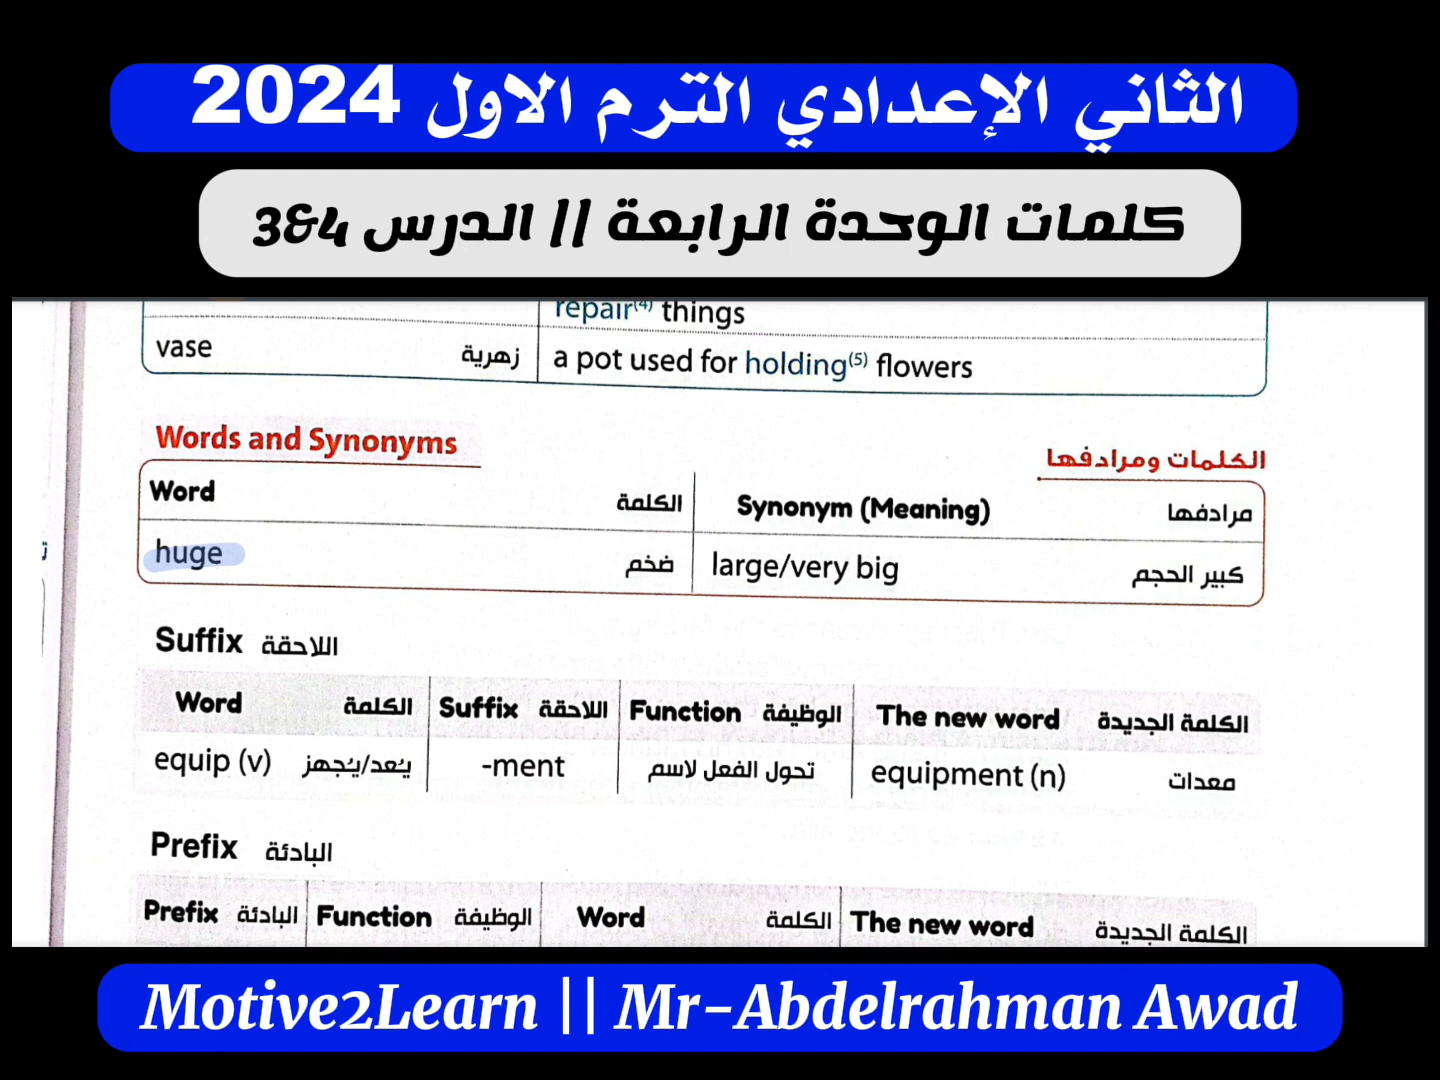 الثاني الإعدادي الترم الاول 2024
كلمات الوحدة الرابعة || الدرس 3&4
repair(4) things
vase زهرية a pot used for holding(5) flowers
Words and Synonyms الكلمات ومرادفها
Word الكلمة Synonym (Meaning) مرادفها
huge ضخم large/very big كبير الحجم
Suffix اللاحقة
Word الكلمة Suffix اللاحقة Function الوظيفة The new word الكلمة الجديدة
equip (v) يُعد/يُجهز -ment تحول الفعل لاسم equipment (n) معدات
Prefix البادئة
Prefix البادئة Function الوظيفة Word الكلمة The new word الكلمة الجديدة
Motive2Learn || Mr-Abdelrahman Awad